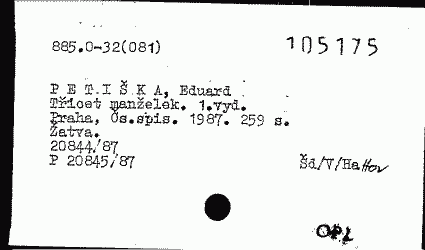 885.0-32(081) 105175
P E T I Š K A, Eduard
Třicet manželek. 1.vyd.
Praha, Čs.spis. 1987. 259 s.
Žatva.
20844/87
P 20845/87 Šd/V/Ha
OPL